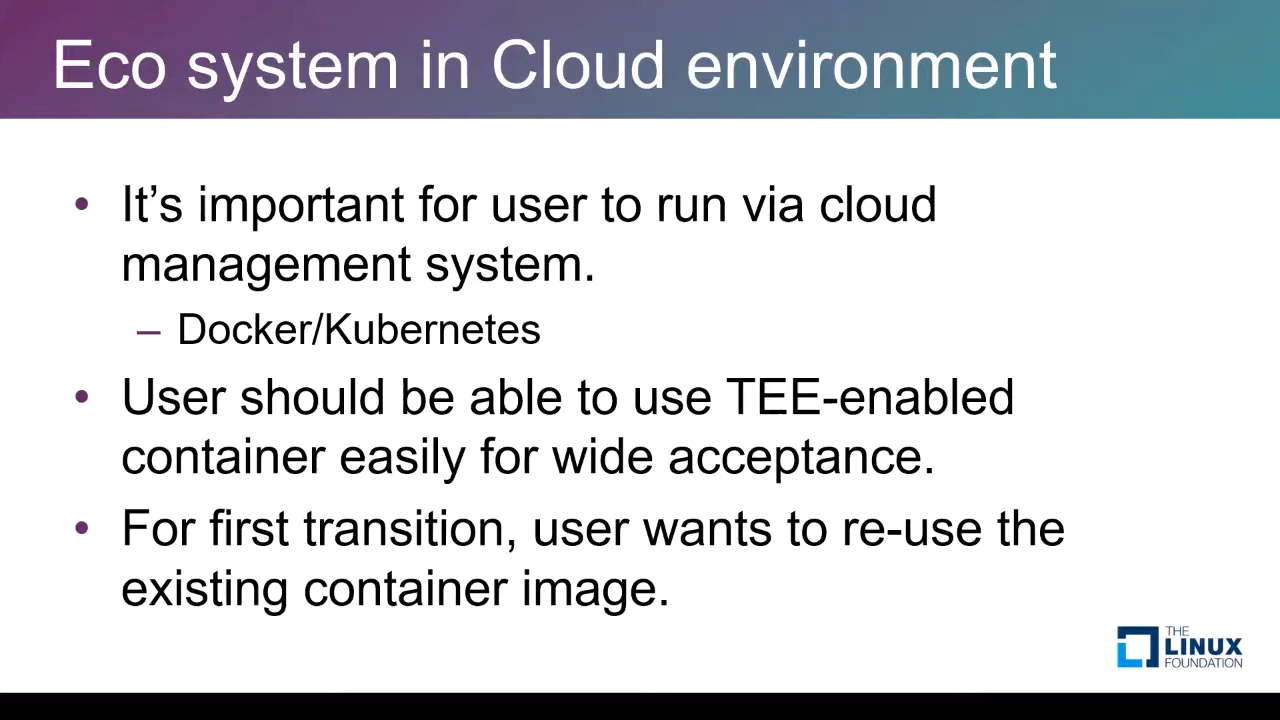 Eco system in Cloud environment
• It’s important for user to run via cloud
management system.
– Docker/Kubernetes
• User should be able to use TEE-enabled
container easily for wide acceptance.
• For first transition, user wants to re-use the
existing container image.
THE
LINUX
FOUNDATION